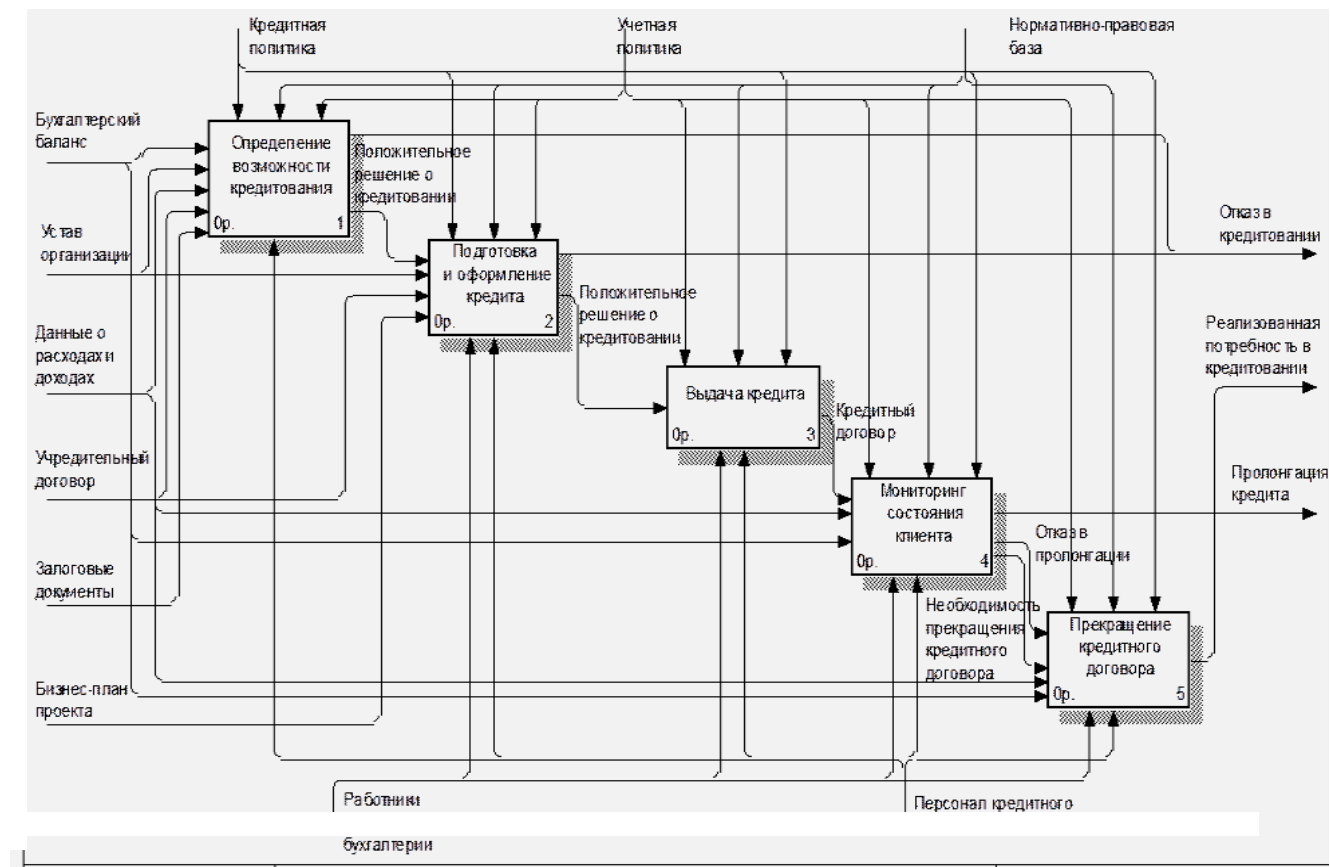 Кредитная
политика
Учетная
политика
Нормативно-правовая
база
Бухгалтерский
баланс
Определение
возможности
кредитования
0р.
1
Положительное
решение о
кредитовании
Устав
организации
Отказ в
кредитовании
Подготовка
и оформление
кредита
0р.
2
Положительное
решение о
кредитовании
Данные о
расходах и
доходах
Реализованная
потребность в
кредитовании
Выдача кредита
0р.
3
Кредитный
договор
Учредительный
договор
Мониторинг
состояния
клиента
0р.
4
Пролонгация
кредита
Отказ в
пролонгации
Залоговые
документы
Необходимость
прекращения
кредитного
договора
Прекращение
кредитного
договора
0р.
5
Бизнес-план
проекта
Работники
бухгалтерии
Персонал кредитного